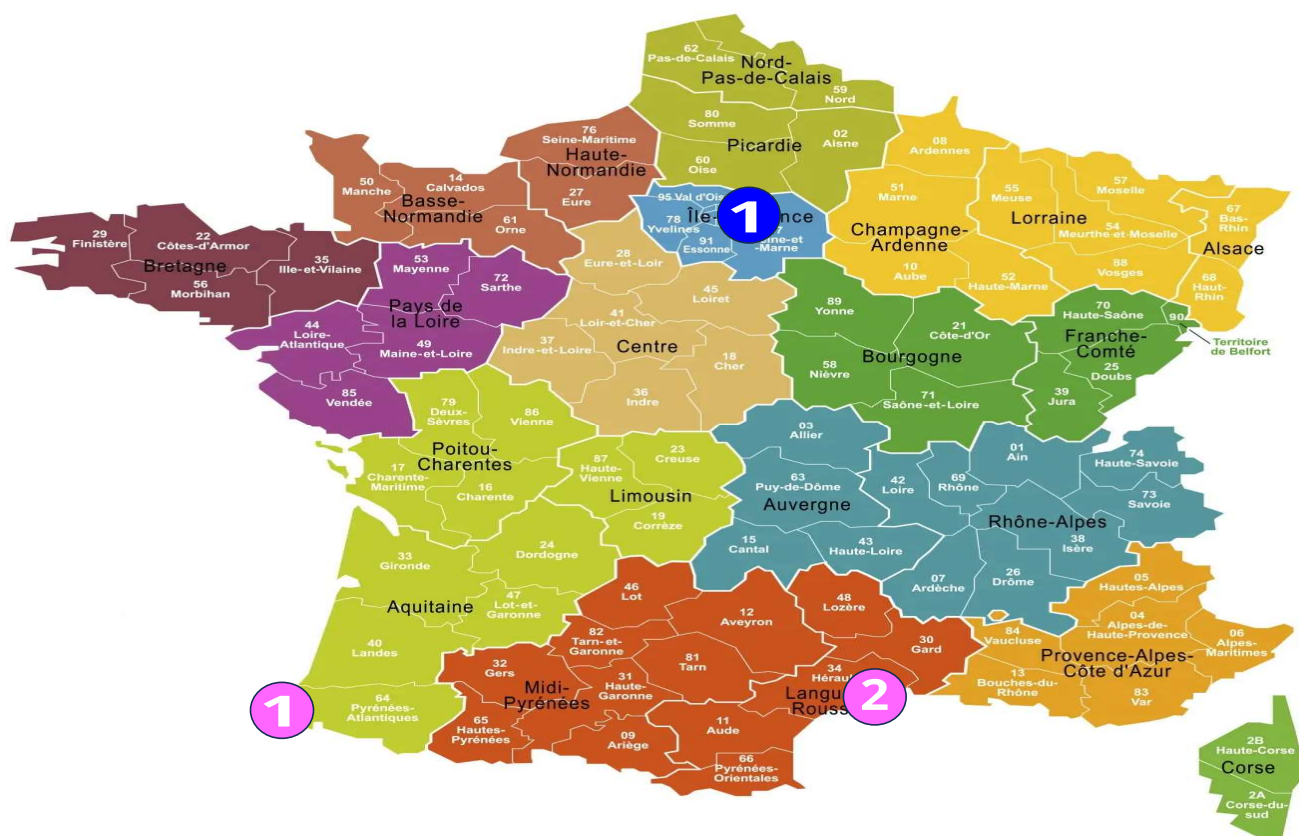 62
Pas-de-Calais
Nord-
Pas-de-Calais
59
Nord
80
Somme
02
Aisne
Picardie
60
Oise
76
Seine-Maritime
Haute-
Normandie
27
Eure
50
Manche
14
Calvados
Basse-
Normandie
61
Orne
08
Ardennes
51
Marne
Champagne-
Ardenne
10
Aube
52
Haute-Marne
55
Meuse
57
Moselle
Lorraine
54
Meurthe-et-Moselle
88
Vosges
67
Bas-
Rhin
Alsace
68
Haut-
Rhin
95 Val d'Ois
1
78
Yvelines
91
Essonne
Marne
29
Finistère
22
Côtes-d'Armor
35
Ille-et-Vilaine
Bretagne
56
Morbihan
53
Mayenne
72
Sarthe
Pays de
la Loire
44
Loire-
Atlantique
49
Maine-et-Loire
85
Vendée
28
Eure-et-Loir
45
Loiret
41
Loir-et-Cher
37
Indre-et-Loire
Centre
18
Cher
36
Indre
89
Yonne
21
Côte-d'Or
Bourgogne
58
Nièvre
71
Saône-et-Loire
70
Haute-Saône
90
Territoire
de Belfort
Franche-
Comté
25
Doubs
39
Jura
79
Deux-
Sèvres
86
Vienne
Poitou-
Charentes
17
Charente-
Maritime
16
Charente
87
Haute-
Vienne
23
Creuse
Limousin
19
Corrèze
03
Allier
63
Puy-de-Dôme
Auvergne
15
Cantal
43
Haute-Loire
42
Loire
69
Rhône
01
Ain
74
Haute-Savoie
73
Savoie
Rhône-Alpes
38
Isère
07
Ardèche
26
Drôme
33
Gironde
24
Dordogne
47
Lot-et-
Garonne
Aquitaine
40
Landes
64
Pyrénées-
Atlantiques
1
46
Lot
12
Aveyron
82
Tarn-et-
Garonne
81
Tarn
32
Gers
31
Haute-
Garonne
Midi-
Pyrénées
65
Hautes-
Pyrénées
09
Ariège
48
Lozère
30
Gard
34
Hérau
Langu
Rouss
2
11
Aude
66
Pyrénées-
Orientales
05
Hautes-Alpes
04
Alpes-de-
Haute-Provence
06
Alpes-
Maritimes
84
Vaucluse
Provence-Alpes-
Côte d'Azur
13
Bouches-du-
Rhône
83
Var
2B
Haute-Corse
Corse
2A
Corse-du-
sud